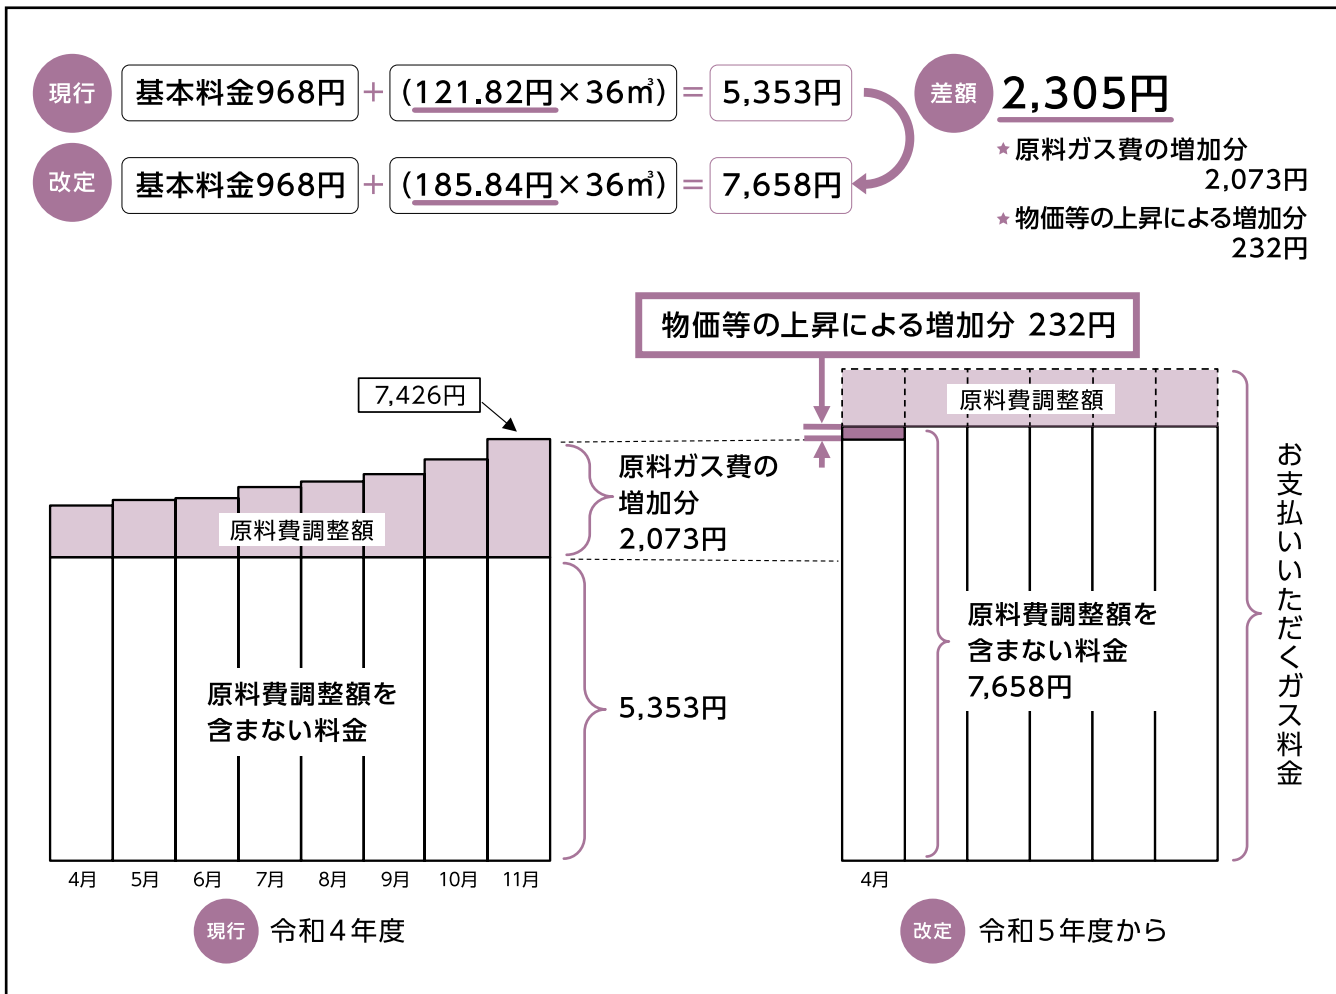 現行 基本料金968円 + (121.82円×36㎥) = 5,353円
改定 基本料金968円 + (185.84円×36㎥) = 7,658円
差額 2,305円
★原料ガス費の増加分
2,073円
★物価等の上昇による増加分
232円
物価等の上昇による増加分 232円
7,426円
原料費調整額
原料ガス費の
増加分
2,073円
原料費調整額を
含まない料金
5,353円
4月 5月 6月 7月 8月 9月 10月 11月
現行 令和4年度
原料費調整額
原料費調整額を
含まない料金
7,658円
お支払いいただくガス料金
4月
改定 令和5年度から